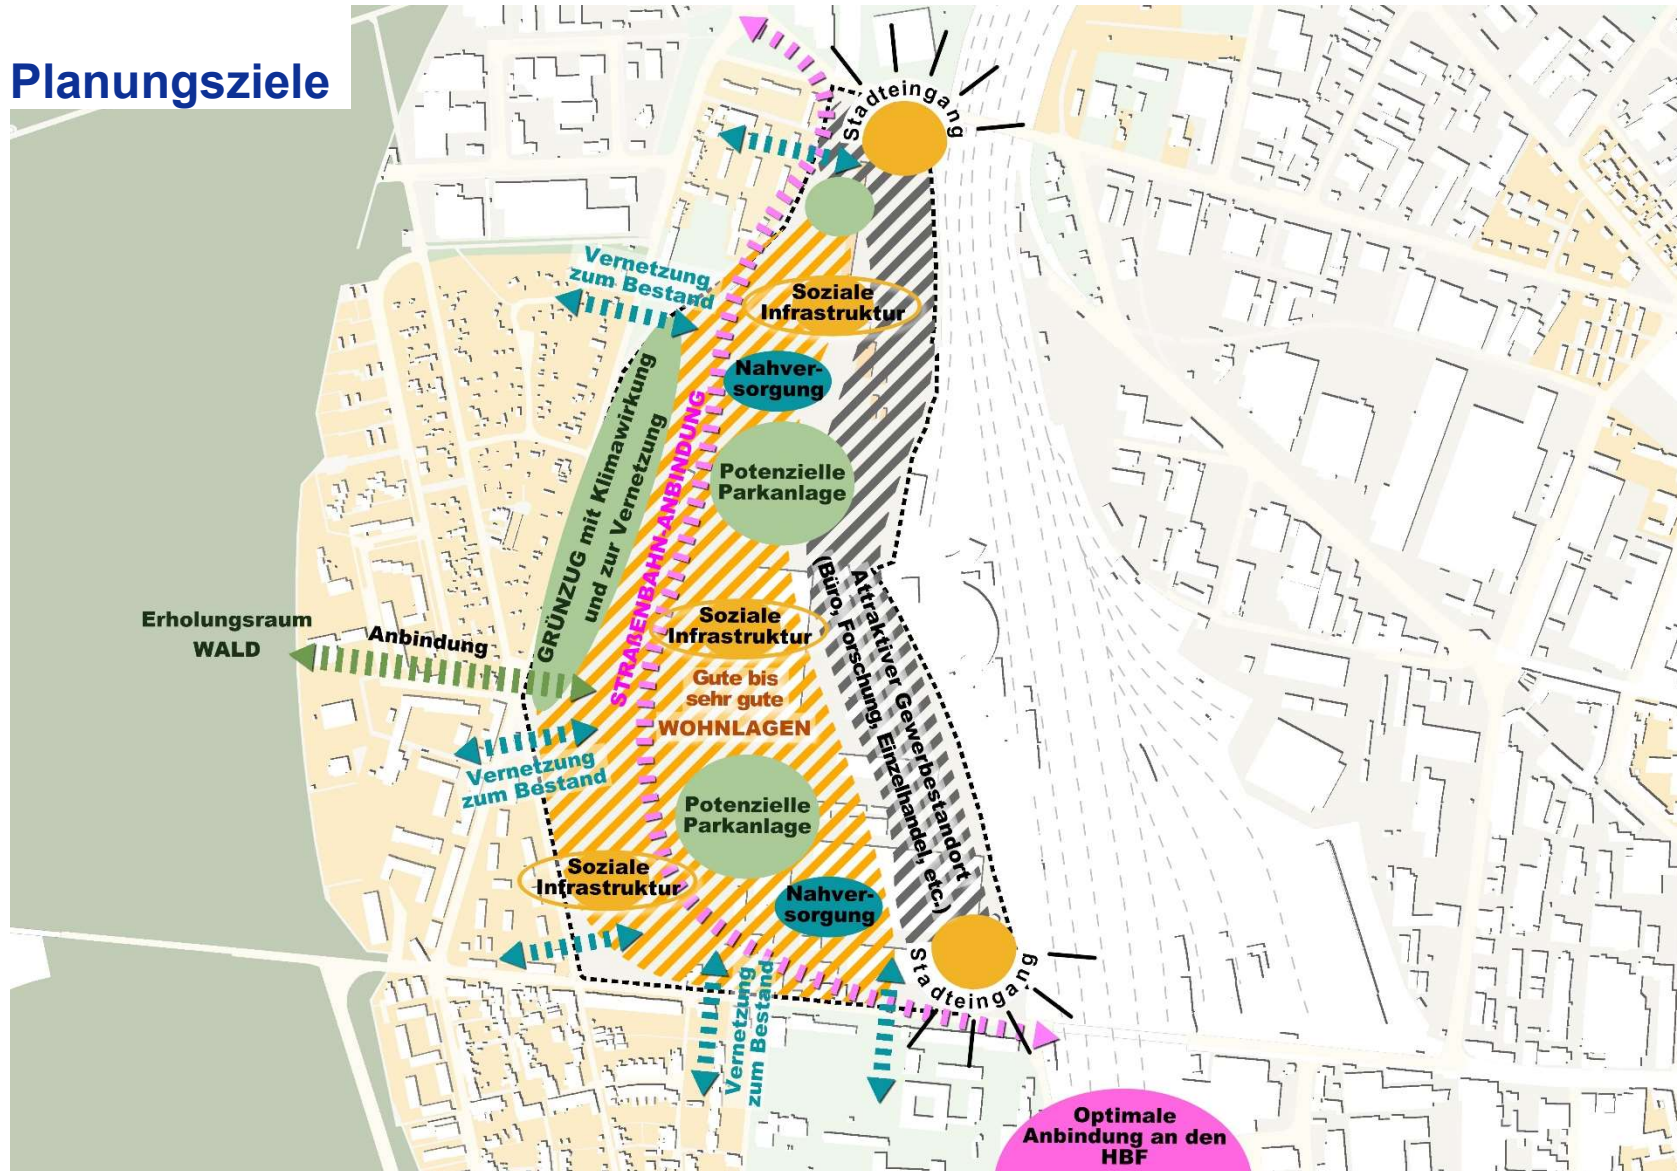 Planungsziele
Stadteingang
Vernetzung
zum Bestand
Soziale
Infrastruktur
Nahver-
sorgung
GRÜNZUG mit Klimawirkung
und zur Vernetzung
STRAßENBAHN-ANBINDUNG
Potenzielle
Parkanlage
Attraktiver Gewerbestandort
(Büro, Forschung, Einzelhandel, etc.)
Erholungsraum
WALD
Anbindung
Soziale
Infrastruktur
Gute bis
sehr gute
WOHNLAGEN
Vernetzung
zum Bestand
Potenzielle
Parkanlage
Soziale
Infrastruktur
Nahver-
sorgung
Stadteingang
Vernetzung
zum Bestand
Optimale
Anbindung an den
HBF